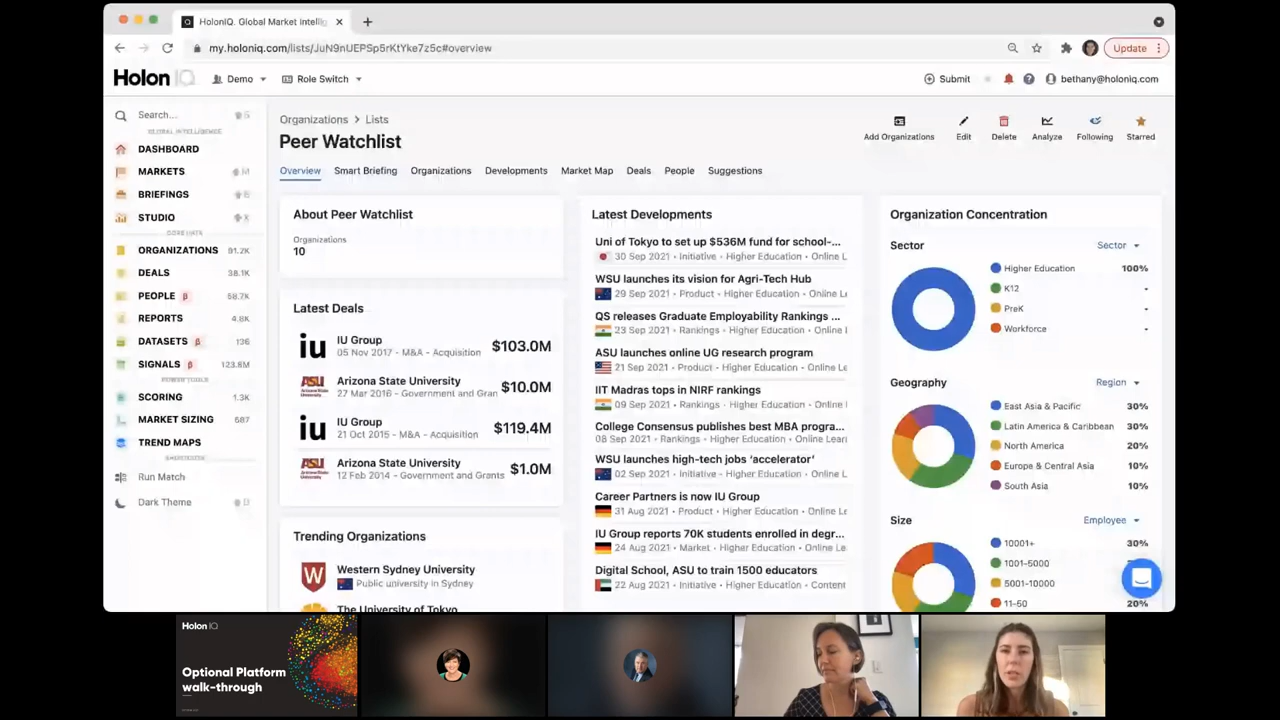 HolonIQ. Global Market Intellig
my.holoniq.com/lists/JuN9nUEPSp5rKtYke7z5c#overview
Update
Holon IQ
Demo
Role Switch
Submit
bethany@holoniq.com
Search...
GLOBAL INTELLIGENCE
DASHBOARD
MARKETS
BRIEFINGS
STUDIO
ORGANIZATIONS 91.2K
DEALS 38.1K
PEOPLE β 58.7K
REPORTS 4.8K
DATASETS β 136
SIGNALS β 123.8M
POWER TOOLS
SCORING 1.3K
MARKET SIZING 687
TREND MAPS
Run Match
Dark Theme
Organizations > Lists
Peer Watchlist
Add Organizations
Edit
Delete
Analyze
Following
Starred
Overview
Smart Briefing
Organizations
Developments
Market Map
Deals
People
Suggestions
About Peer Watchlist
Organizations
10
Latest Deals
iu
IU Group
05 Nov 2017 - M&A - Acquisition
$103.0M
Arizona State University
27 Mar 2016 - Government and Gran
$10.0M
iu
IU Group
21 Oct 2015 - M&A - Acquisition
$119.4M
Arizona State University
12 Feb 2014 - Government and Grants
$1.0M
Trending Organizations
Western Sydney University
Public university in Sydney
The University of Tokyo
Latest Developments
Uni of Tokyo to set up $536M fund for school-...
30 Sep 2021 • Initiative • Higher Education • Online L
WSU launches its vision for Agri-Tech Hub
29 Sep 2021 • Product • Higher Education • Online Le
QS releases Graduate Employability Rankings ...
23 Sep 2021 • Rankings • Higher Education • Online L
ASU launches online UG research program
21 Sep 2021 • Product • Higher Education • Online Le
IIT Madras tops in NIRF rankings
09 Sep 2021 • Rankings • Higher Education • Online L
College Consensus publishes best MBA progra...
08 Sep 2021 • Rankings • Higher Education • Online Learn
WSU launches high-tech jobs ‘accelerator’
02 Sep 2021 • Initiative • Higher Education • Online L
Career Partners is now IU Group
31 Aug 2021 • Product • Higher Education • Online Le
IU Group reports 70K students enrolled in degr...
24 Aug 2021 • Market • Higher Education • Online Le
Digital School, ASU to train 1500 educators
22 Aug 2021 • Initiative • Higher Education • Content
Organization Concentration
Sector
Sector
Higher Education 100%
K12 -
PreK -
Workforce -
Geography
Region
East Asia & Pacific 30%
Latin America & Caribbean 30%
North America 20%
Europe & Central Asia 10%
South Asia 10%
Size
Employee
10001+ 30%
1001-5000
5001-10000
11-50 20%
Holon IQ
Optional Platform
walk-through